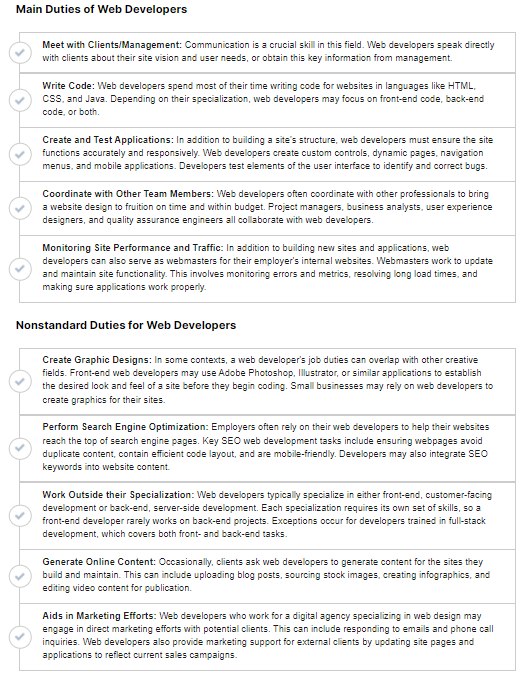 Main Duties of Web Developers
Meet with Clients/Management: Communication is a crucial skill in this field. Web developers speak directly
with clients about their site vision and user needs, or obtain this key information from management.
Write Code: Web developers spend most of their time writing code for websites in languages like HTML,
CSS, and Java. Depending on their specialization, web developers may focus on front-end code, back-end
code, or both.
Create and Test Applications: In addition to building a site's structure, web developers must ensure the site
functions accurately and responsively. Web developers create custom controls, dynamic pages, navigation
menus, and mobile applications. Developers test elements of the user interface to identify and correct bugs.
Coordinate with Other Team Members: Web developers often coordinate with other professionals to bring
a website design to fruition on time and within budget. Project managers, business analysts, user experience
designers, and quality assurance engineers all collaborate with web developers.
Monitoring Site Performance and Traffic: In addition to building new sites and applications, web
developers can also serve as webmasters for their employer's internal websites. Webmasters work to update
and maintain site functionality. This involves monitoring errors and metrics, resolving long load times, and
making sure applications work properly.
Nonstandard Duties for Web Developers
Create Graphic Designs: In some contexts, a web developer's job duties can overlap with other creative
fields. Front-end web developers may use Adobe Photoshop, Illustrator, or similar applications to establish
the desired look and feel of a site before they begin coding. Small businesses may rely on web developers to
create graphics for their sites.
Perform Search Engine Optimization: Employers often rely on their web developers to help their websites
reach the top of search engine pages. Key SEO web development tasks include ensuring webpages avoid
duplicate content, contain efficient code layout, and are mobile-friendly. Developers may also integrate SEO
keywords into website content.
Work Outside their Specialization: Web developers typically specialize in either front-end, customer-facing
development or back-end, server-side development. Each specialization requires its own set of skills, so a
front-end developer rarely works on back-end projects. Exceptions occur for developers trained in full-stack
development, which covers both front- and back-end tasks.
Generate Online Content: Occasionally, clients ask web developers to generate content for the sites they
build and maintain. This can include uploading blog posts, sourcing stock images, creating infographics, and
editing video content for publication.
Aids in Marketing Efforts: Web developers who work for a digital agency specializing in web design may
engage in direct marketing efforts with potential clients. This can include responding to emails and phone call
inquiries. Web developers also provide marketing support for external clients by updating site pages and
applications to reflect current sales campaigns.